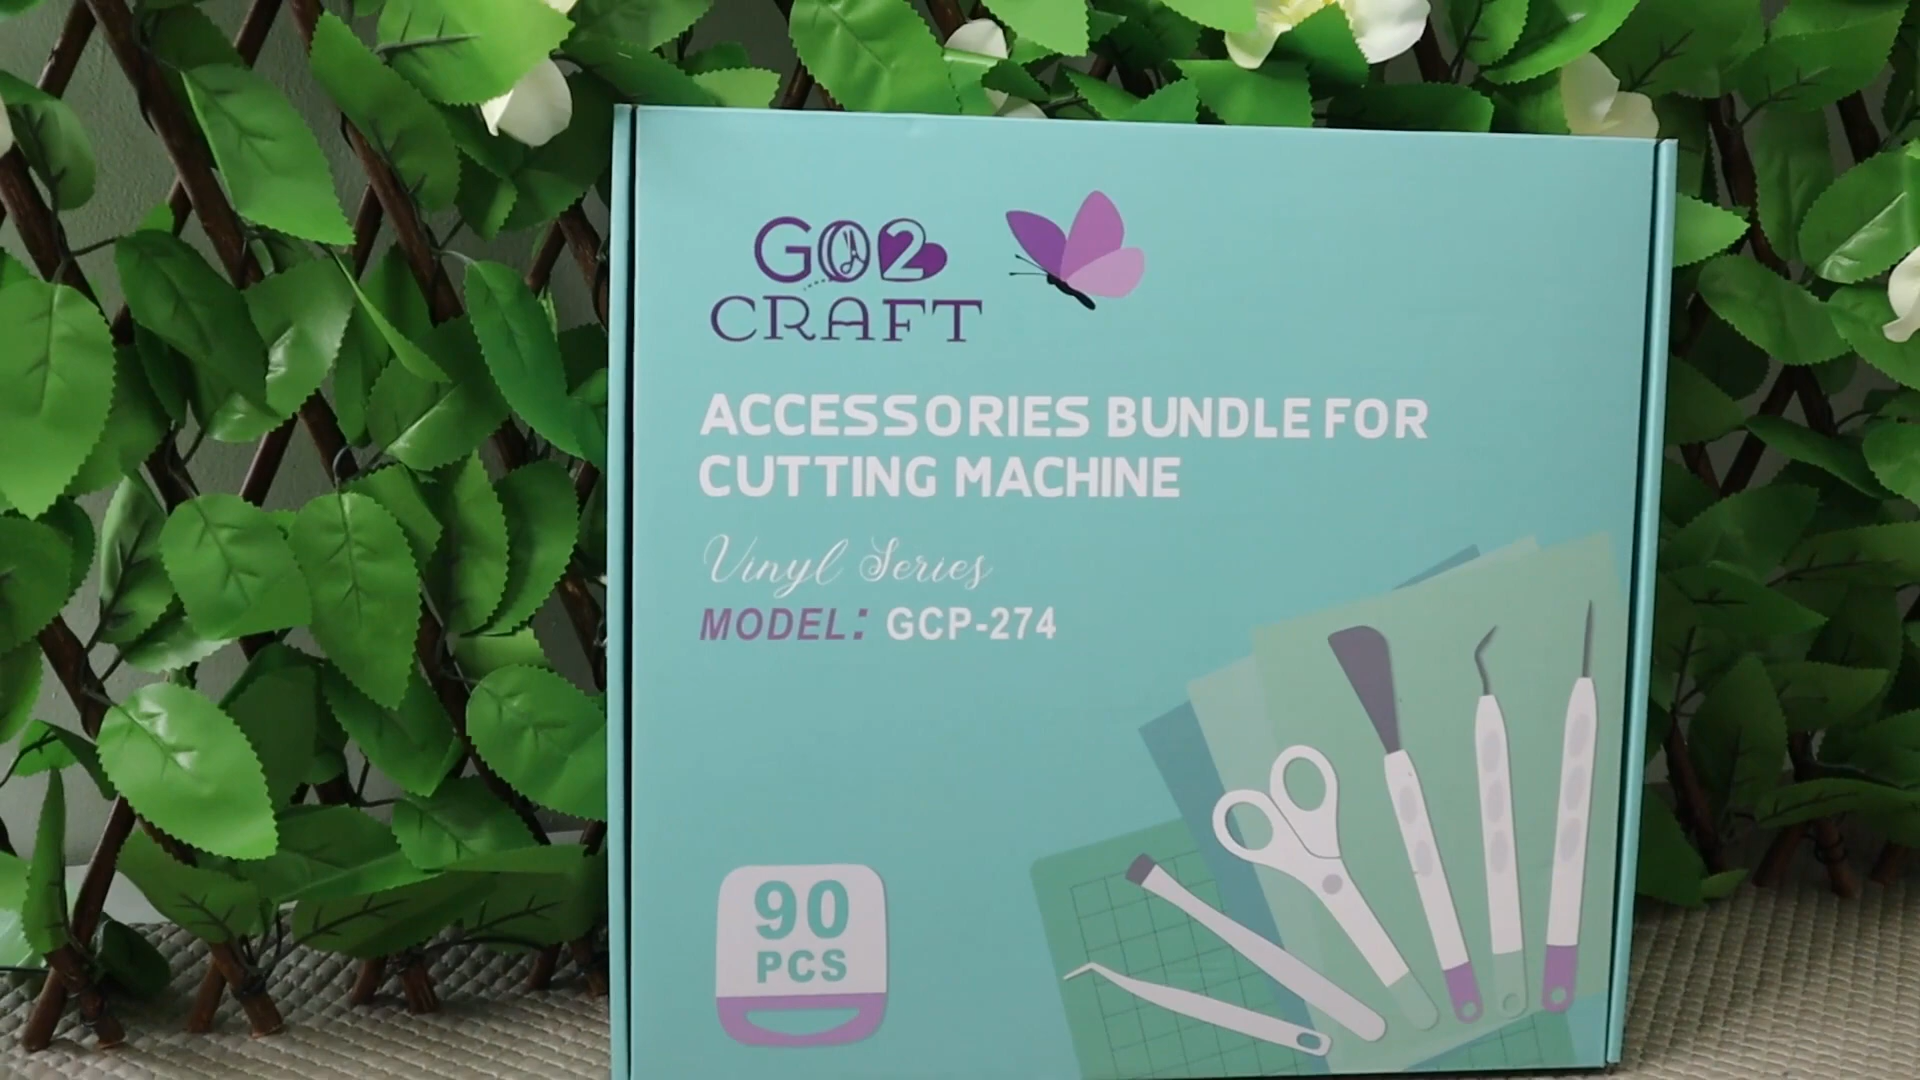 GO2
CRAFT
ACCESSORIES BUNDLE FOR
CUTTING MACHINE
Vinyl Series
MODEL: GCP-274
90
PCS